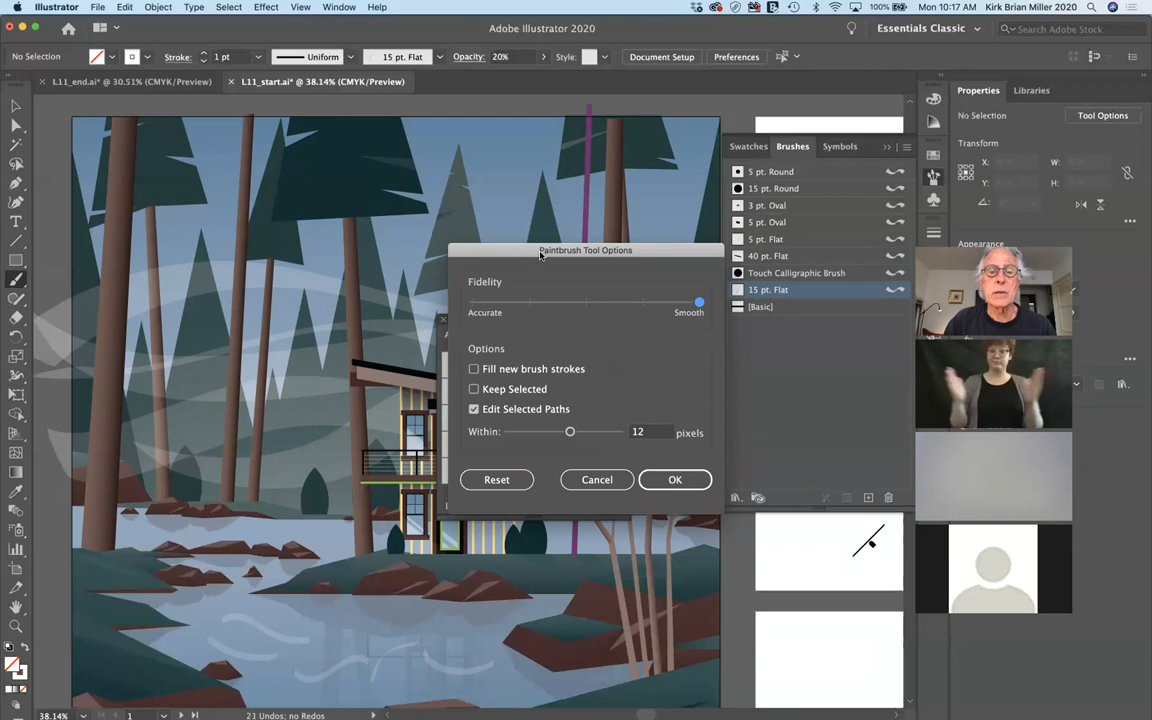 Illustrator File Edit Object Type Select Effect View Window Help 100% Mon 10:17 AM Kirk Brian Miller 2020
Adobe Illustrator 2020
Essentials Classic
Search Adobe Stock
No Selection
Stroke:
1 pt
Uniform
15 pt. Flat
Opacity:
20%
Style:
Document Setup
Preferences
L11_end.ai* @ 30.51% (CMYK/Preview)
L11_start.ai* @ 38.14% (CMYK/Preview)
Properties
Libraries
No Selection
Tool Options
Transform
X:
W:
Y:
H:
Appearance
Swatches
Brushes
Symbols
5 pt. Round
15 pt. Round
3 pt. Oval
5 pt. Oval
5 pt. Flat
40 pt. Flat
Touch Calligraphic Brush
15 pt. Flat
[Basic]
Paintbrush Tool Options
Fidelity
Accurate
Smooth
Options
Fill new brush strokes
Keep Selected
Edit Selected Paths
Within:
12
pixels
Reset
Cancel
OK
38.14%
1
21 Undos; no Redos